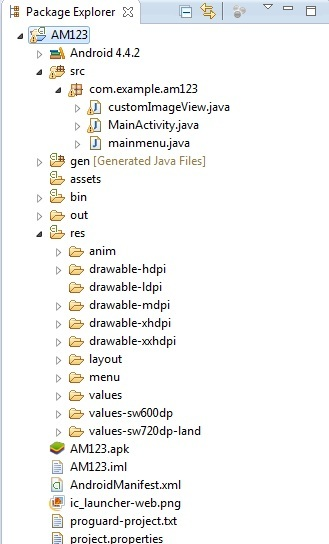 Package Explorer
AM123
Android 4.4.2
src
com.example.am123
customImageView.java
MainActivity.java
mainmenu.java
gen [Generated Java Files]
assets
bin
out
res
anim
drawable-hdpi
drawable-ldpi
drawable-mdpi
drawable-xhdpi
drawable-xxhdpi
layout
menu
values
values-sw600dp
values-sw720dp-land
AM123.apk
AM123.iml
AndroidManifest.xml
ic_launcher-web.png
proguard-project.txt
project.properties